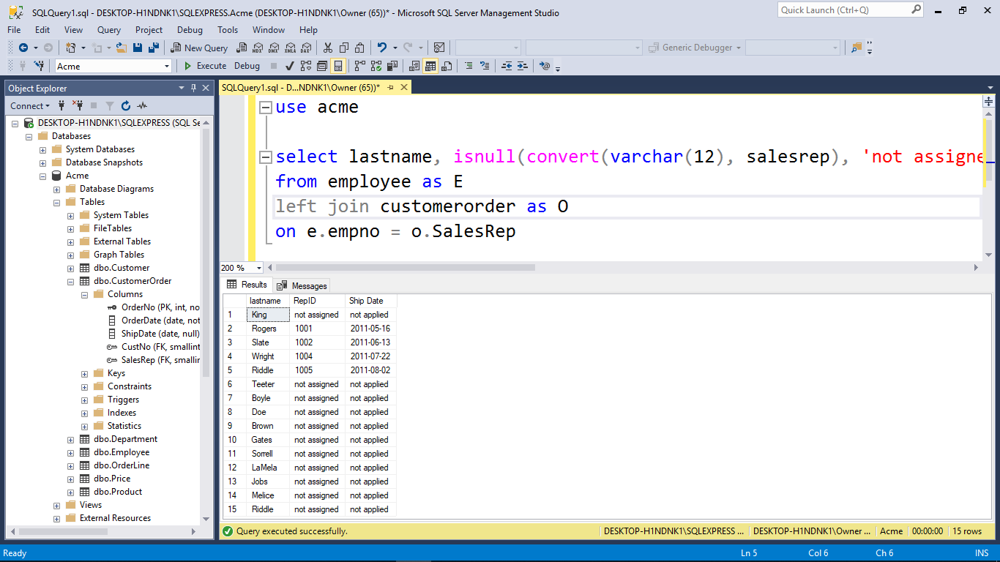 SQLQuery1.sql - DESKTOP-H1NDNK1\SQLEXPRESS.Acme (DESKTOP-H1NDNK1\Owner (65))* - Microsoft SQL Server Management Studio
Quick Launch (Ctrl+Q)
File Edit View Query Project Debug Tools Window Help
New Query MDX DMX XMLA DAX Generic Debugger
Acme Execute Debug
Object Explorer
Connect
DESKTOP-H1NDNK1\SQLEXPRESS (SQL Se
Databases
System Databases
Database Snapshots
Acme
Database Diagrams
Tables
System Tables
FileTables
External Tables
Graph Tables
dbo.Customer
dbo.CustomerOrder
Columns
OrderNo (PK, int, no
OrderDate (date, not
ShipDate (date, null)
CustNo (FK, smallint
SalesRep (FK, smallir
Keys
Constraints
Triggers
Indexes
Statistics
dbo.Department
dbo.Employee
dbo.OrderLine
dbo.Price
dbo.Product
Views
External Resources
SQLQuery1.sql - D...NDNK1\Owner (65))*
use acme
select lastname, isnull(convert(varchar(12), salesrep), 'not assigne
from employee as E
left join customerorder as O
on e.empno = o.SalesRep
200 %
Results Messages
lastname RepID Ship Date
1 King not assigned not applied
2 Rogers 1001 2011-05-16
3 Slate 1002 2011-06-13
4 Wright 1004 2011-07-22
5 Riddle 1005 2011-08-02
6 Teeter not assigned not applied
7 Boyle not assigned not applied
8 Doe not assigned not applied
9 Brown not assigned not applied
10 Gates not assigned not applied
11 Sorrell not assigned not applied
12 LaMela not assigned not applied
13 Jobs not assigned not applied
14 Melice not assigned not applied
15 Riddle not assigned not applied
Query executed successfully. DESKTOP-H1NDNK1\SQLEXPRESS ... DESKTOP-H1NDNK1\Owner ... Acme 00:00:00 15 rows
Ready Ln 5 Col 6 Ch 6 INS